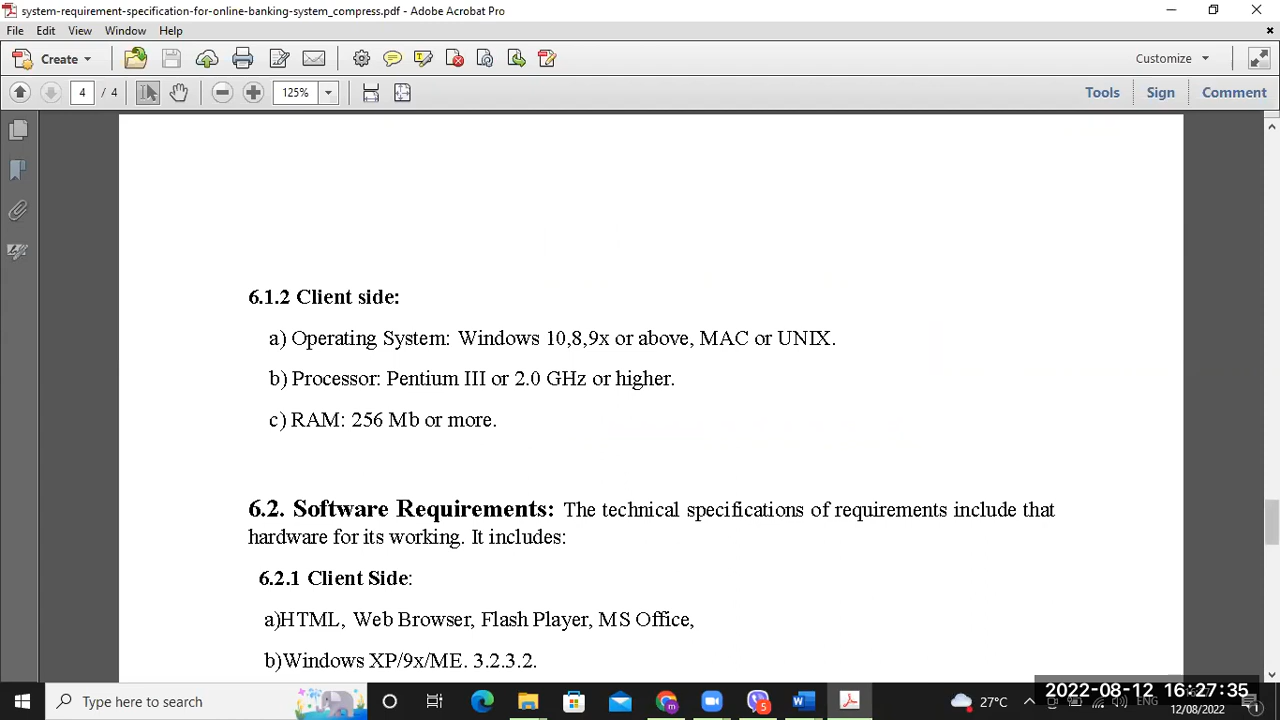 system-requirement-specification-for-online-banking-system_compress.pdf - Adobe Acrobat Pro
File Edit View Window Help
Create Customize
4 / 4 125% Tools Sign Comment
6.1.2 Client side:
a) Operating System: Windows 10,8,9x or above, MAC or UNIX.
b) Processor: Pentium III or 2.0 GHz or higher.
c) RAM: 256 Mb or more.
6.2. Software Requirements: The technical specifications of requirements include that
hardware for its working. It includes:
6.2.1 Client Side:
a)HTML, Web Browser, Flash Player, MS Office,
b)Windows XP/9x/ME. 3.2.3.2.
Type here to search
5
27°C
ENG
2022-08-12 16:27:35
12/08/2022
1